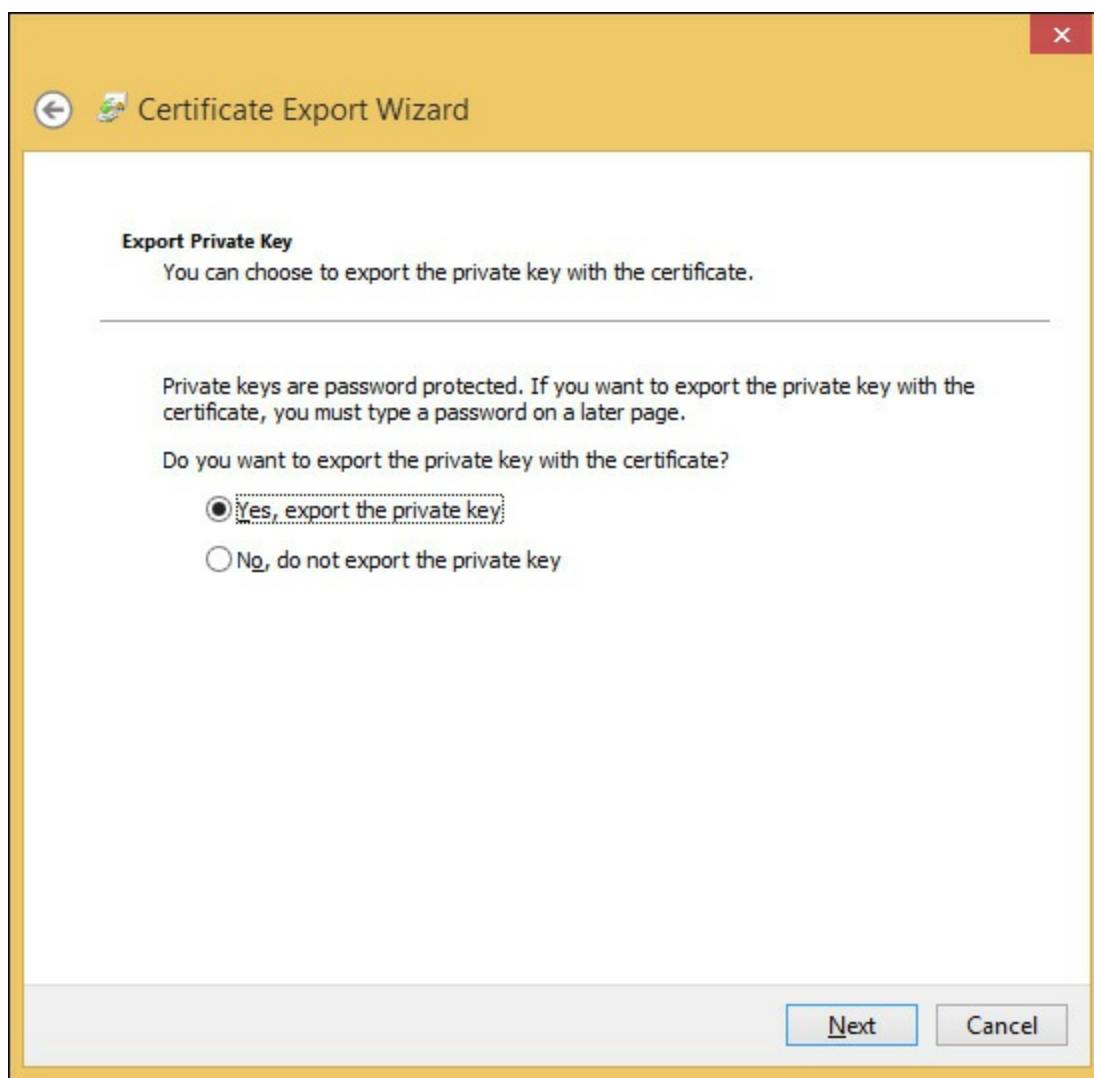 Certificate Export Wizard
Export Private Key
You can choose to export the private key with the certificate.
Private keys are password protected. If you want to export the private key with the
certificate, you must type a password on a later page.
Do you want to export the private key with the certificate?
Yes, export the private key
No, do not export the private key
Next Cancel